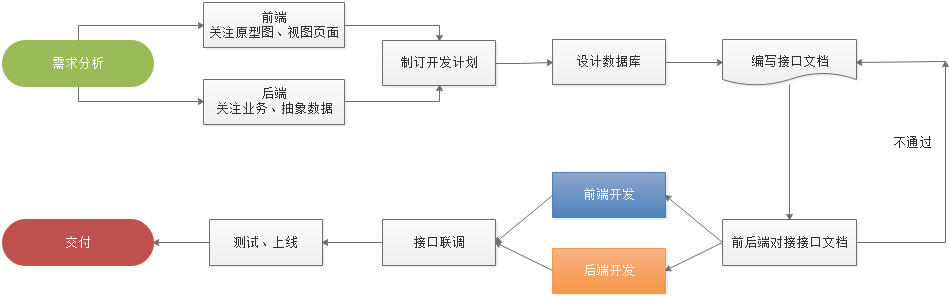 需求分析
前端
关注原型图、视图页面
后端
关注业务、抽象数据
制订开发计划
设计数据库
编写接口文档
不通过
前后端对接接口文档
前端开发
后端开发
接口联调
测试、上线
交付